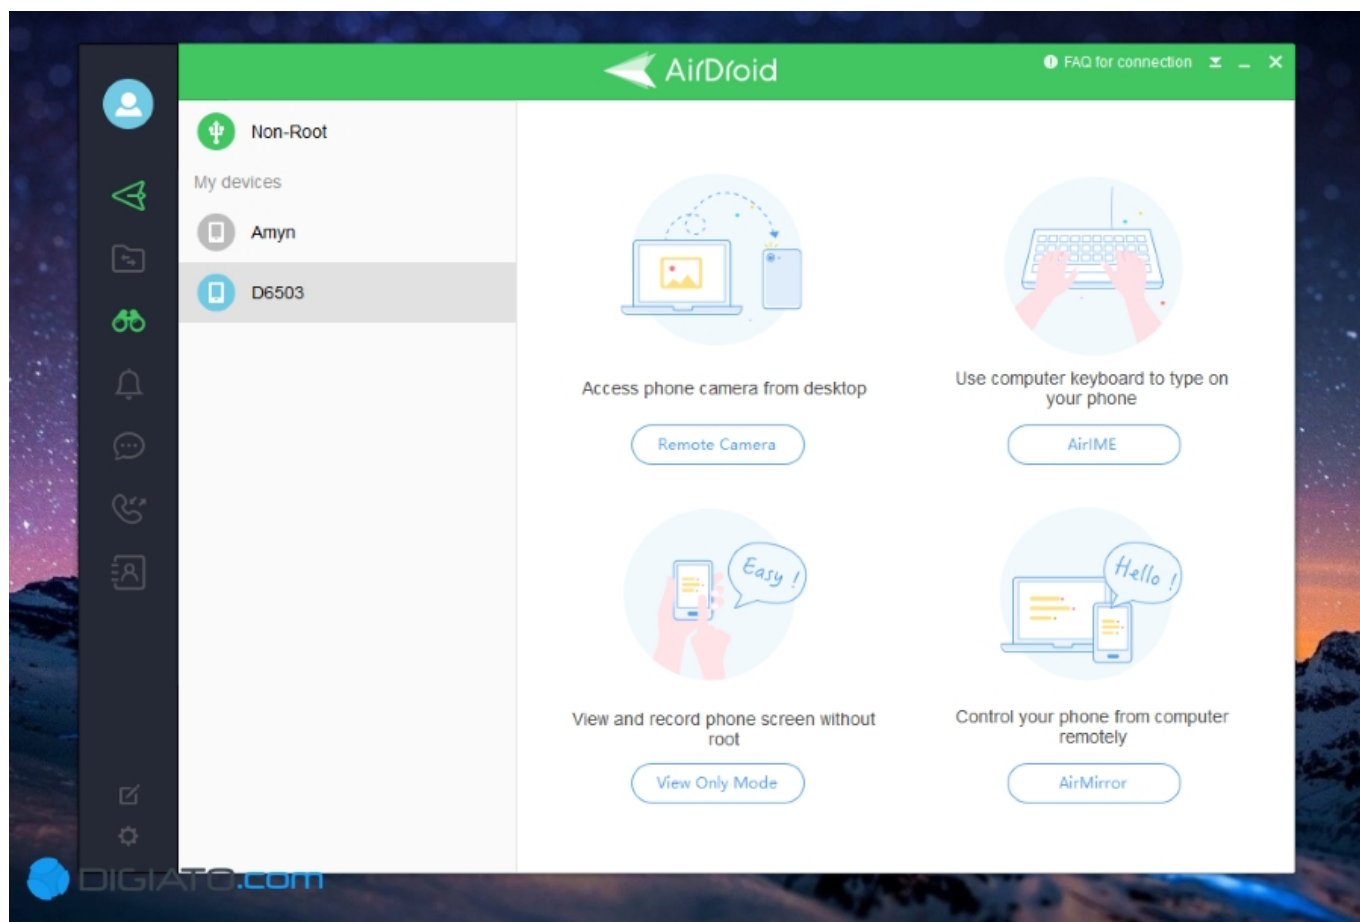 AirDroid
FAQ for connection
Non-Root
My devices
Amyn
D6503
Access phone camera from desktop
Remote Camera
Use computer keyboard to type on
your phone
AirIME
Easy !
View and record phone screen without
root
View Only Mode
Hello !
Control your phone from computer
remotely
AirMirror
DIGIATO.com